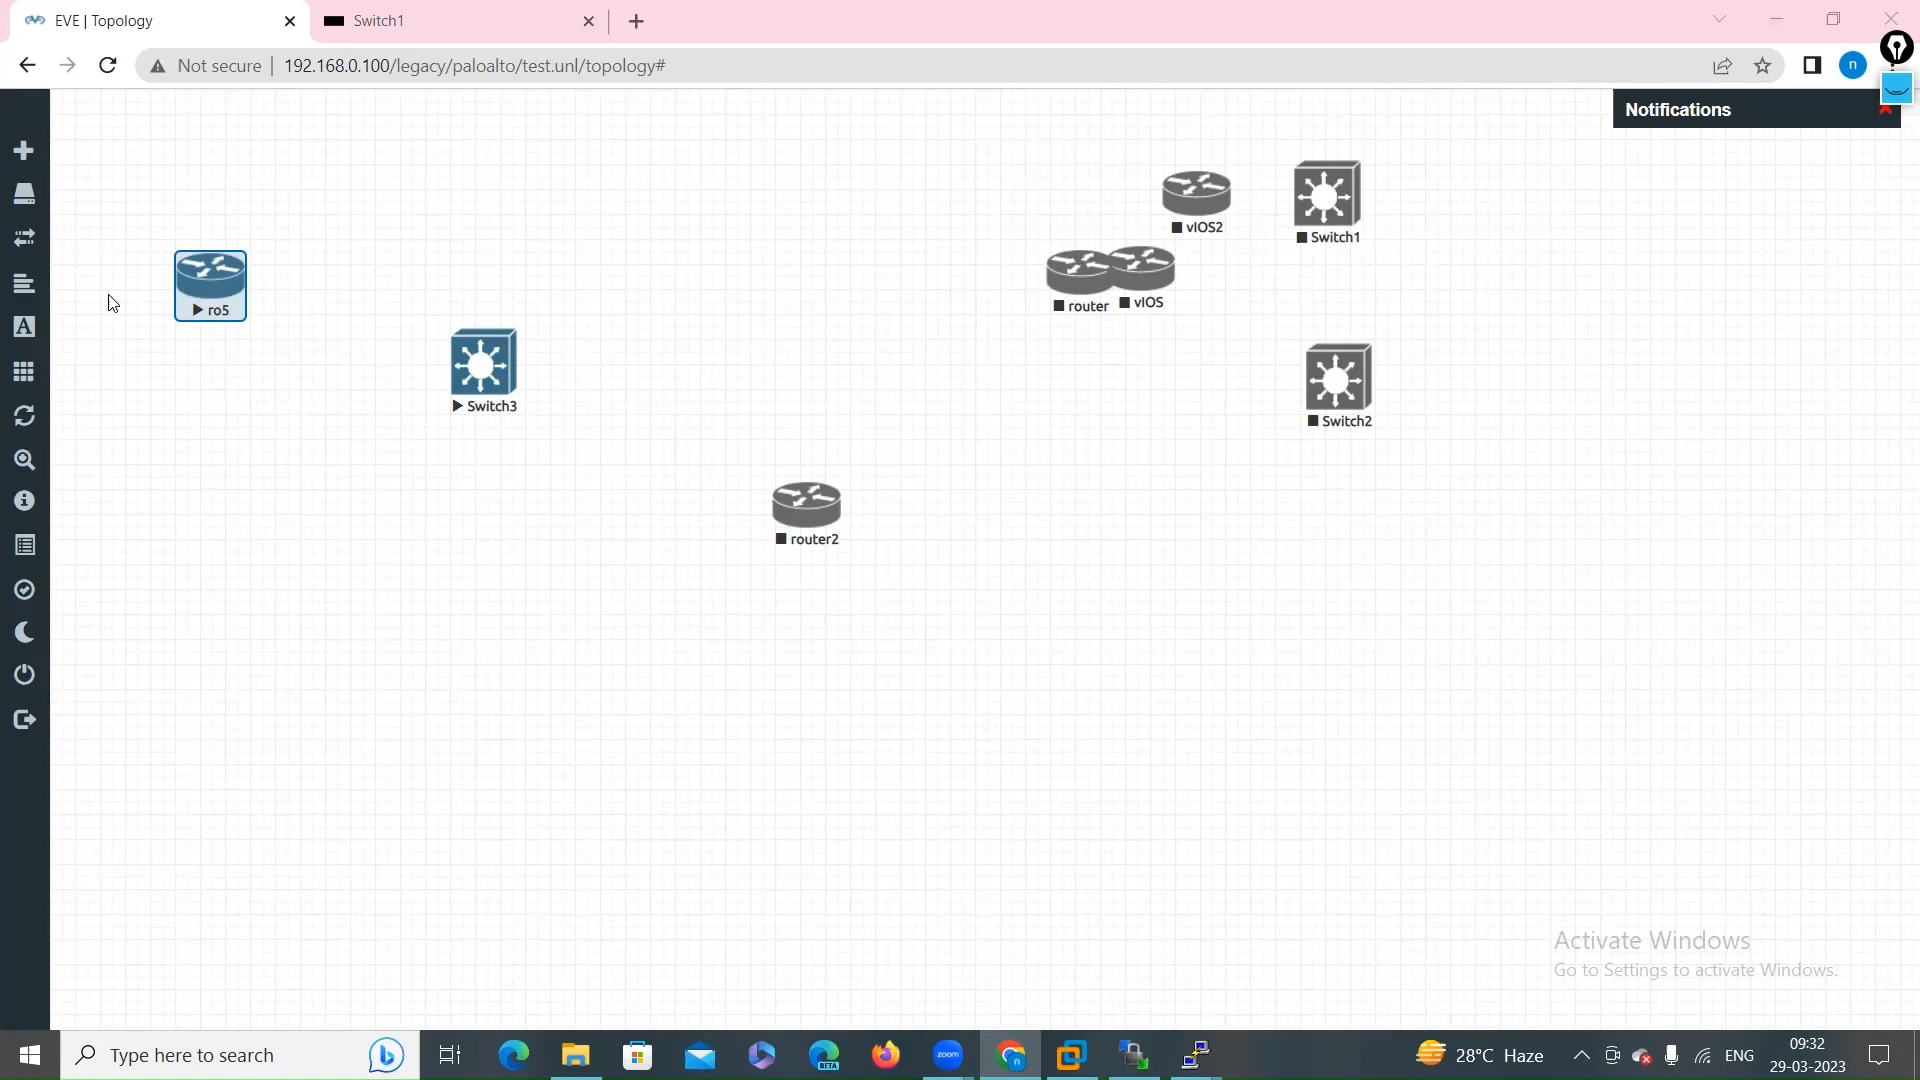 EVE | Topology
Switch1
Not secure
192.168.0.100/legacy/paloalto/test.unl/topology#
n
Notifications
vIOS2
Switch1
ro5
router
vIOS
Switch3
Switch2
router2
A
Activate Windows
Go to Settings to activate Windows.
Type here to search
BETA
zoom
n
28°C Haze
ENG
09:32
29-03-2023